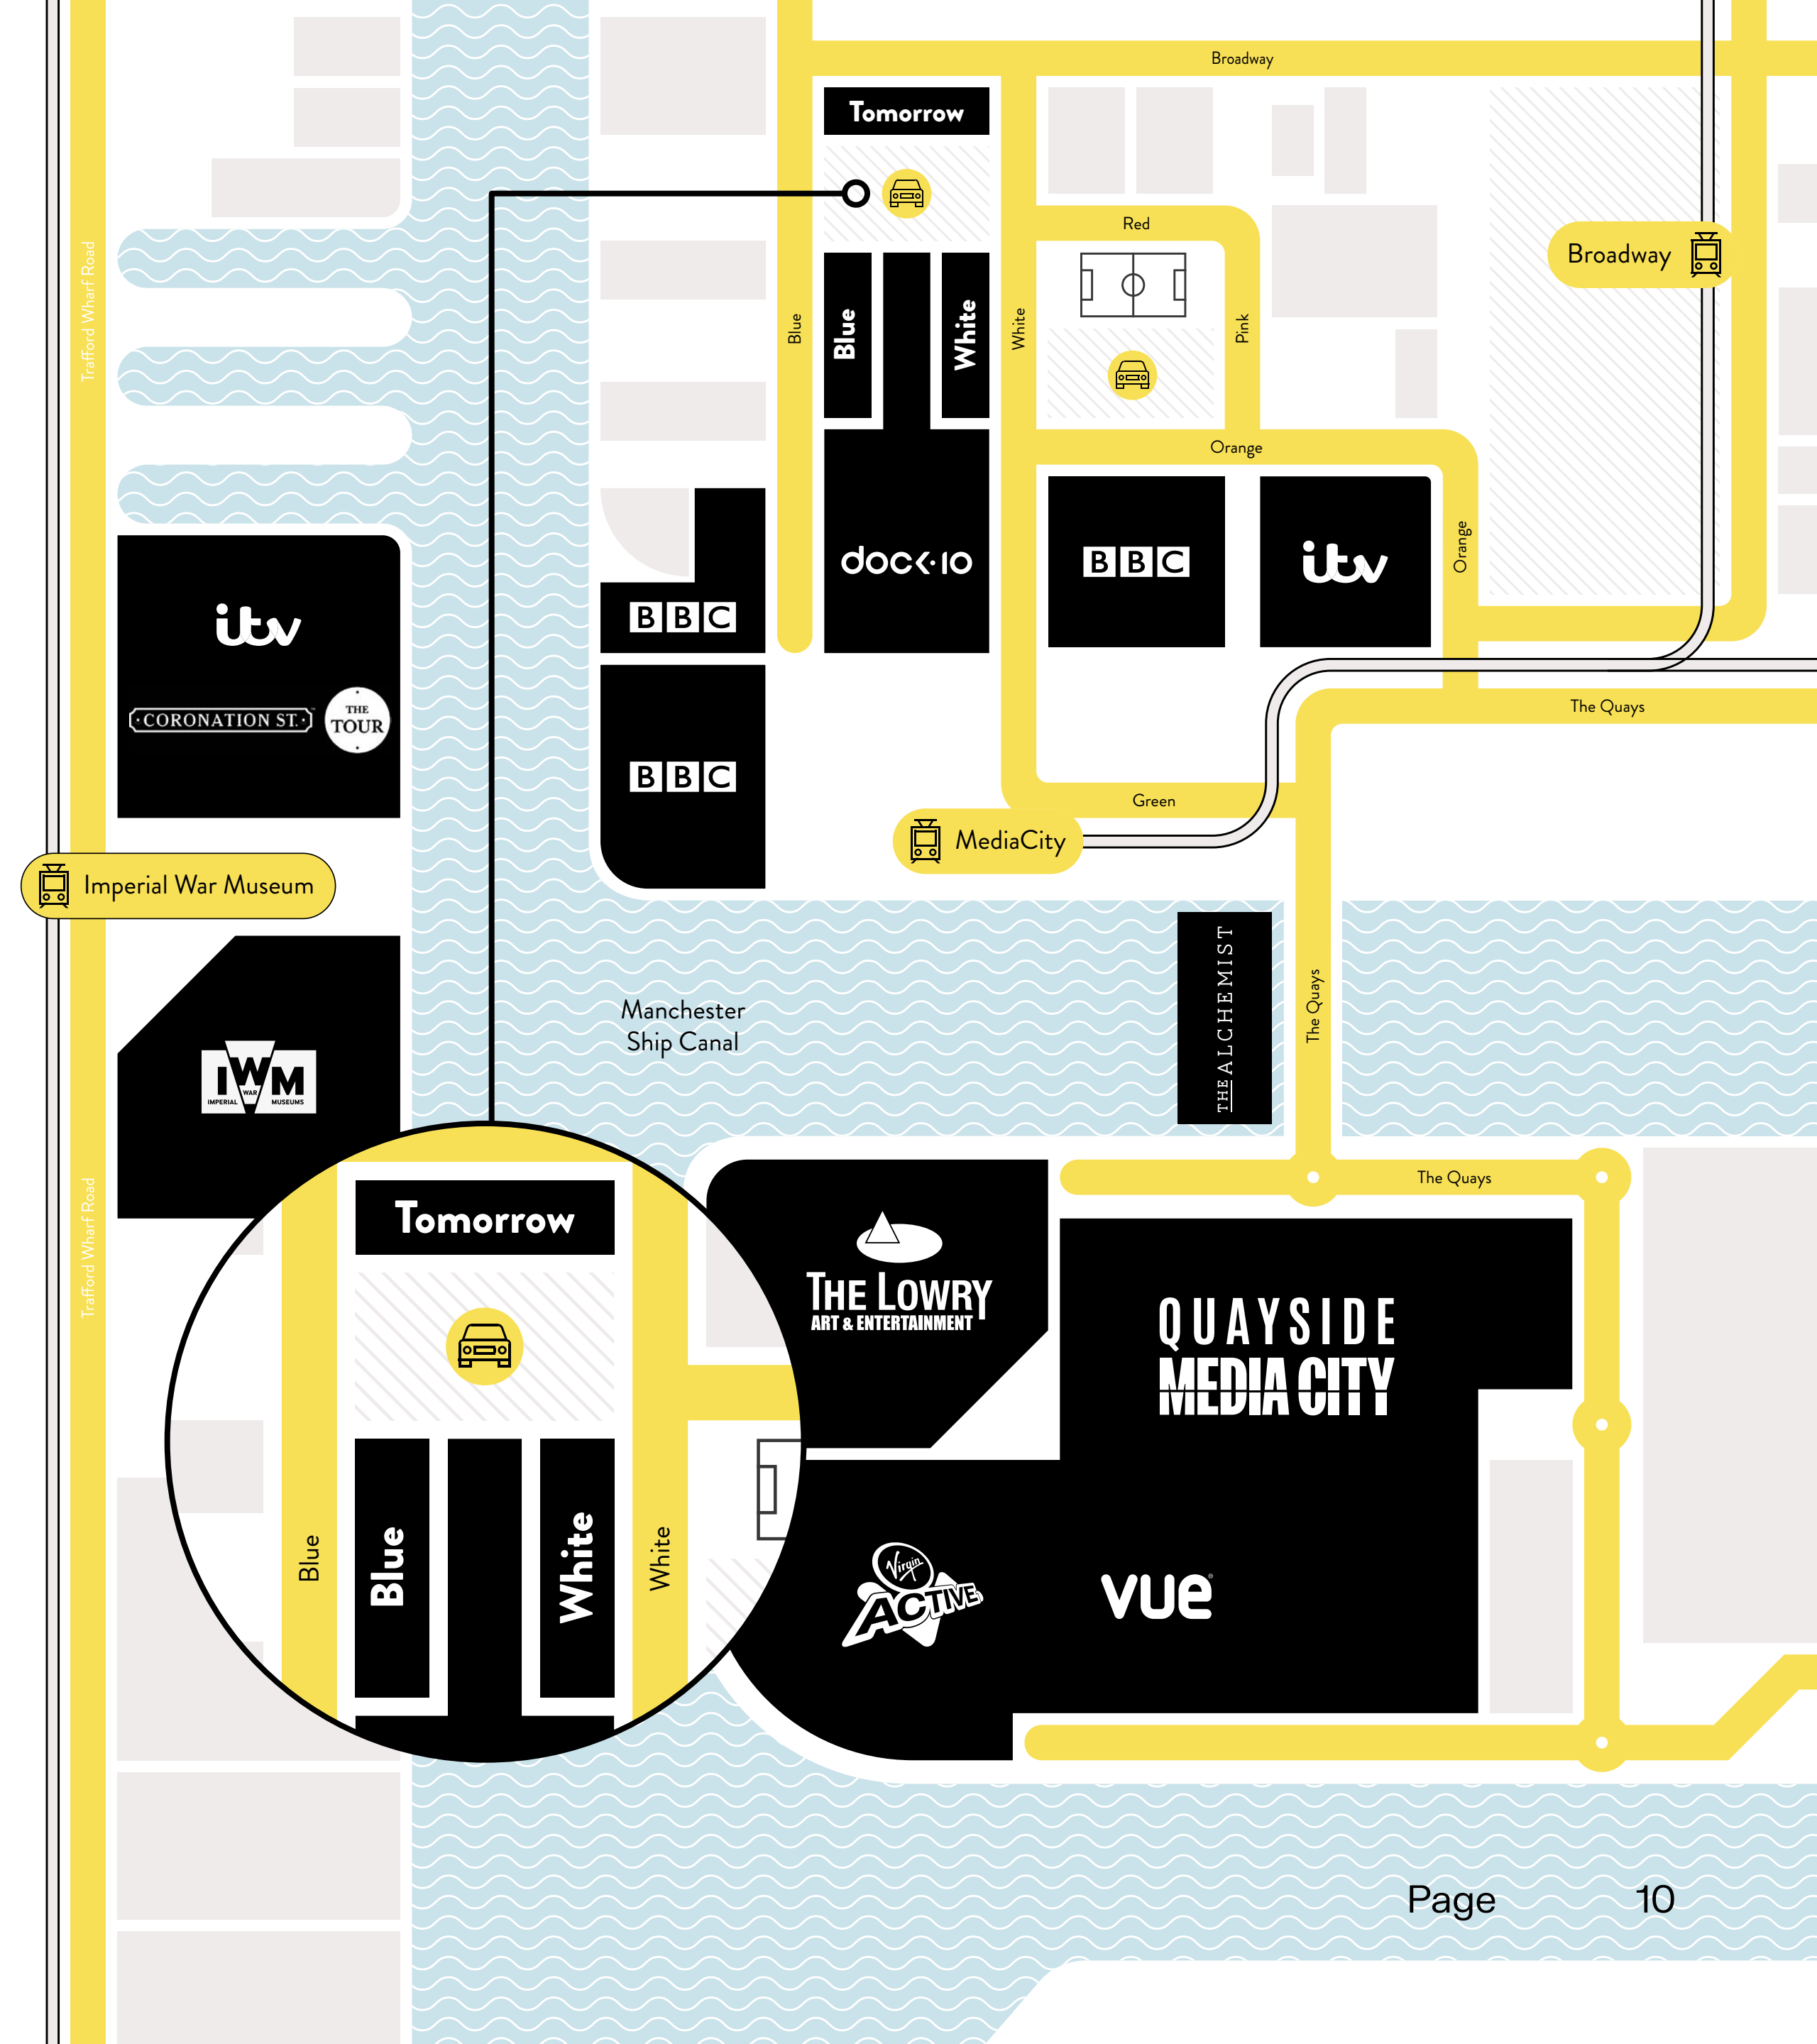 Broadway
Tomorrow
Trafford Wharf Road
Red
Broadway
Blue
Blue
White
White
Pink
Orange
Orange
dock10
BBC
itv
itv
BBC
CORONATION ST.
THE
TOUR
The Quays
BBC
Green
MediaCity
Imperial War Museum
Manchester
Ship Canal
THE ALCHEMIST
The Quays
IWM
IMPERIAL WAR MUSEUMS
Trafford Wharf Road
The Quays
Tomorrow
THE LOWRY
ART & ENTERTAINMENT
QUAYSIDE
MEDIA CITY
Blue
Blue
White
White
Virgin
ACTIVE
vue
Page 10